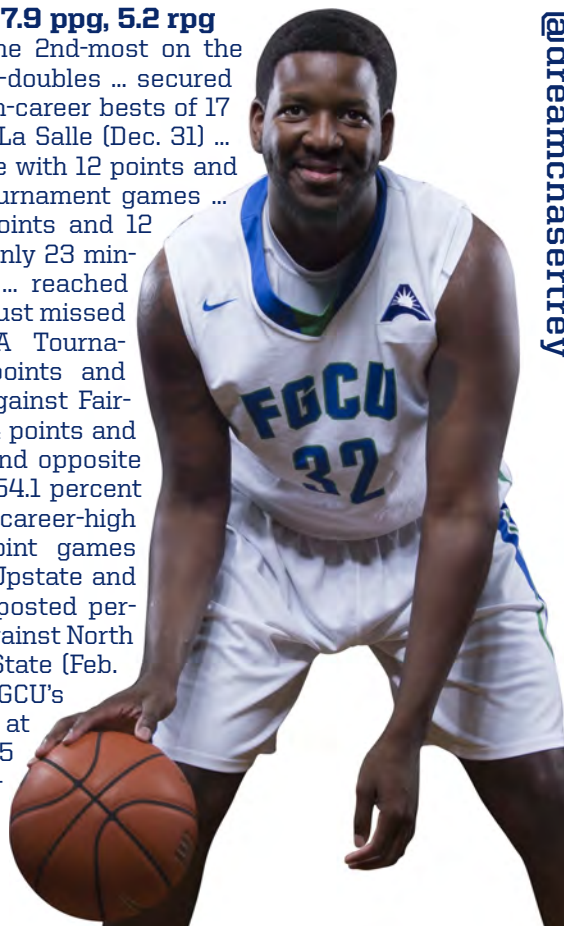 7.9 ppg, 5.2 rpg
he 2nd-most on the
-doubles ... secured
n-career bests of 17
La Salle (Dec. 31) ...
e with 12 points and
urnament games ...
oints and 12
nly 23 min-
... reached
ust missed
A Tourna-
points and
gainst Fair-
points and
nd opposite
54.1 percent
career-high
oint games
Upstate and
posted per-
gainst North
State (Feb.
GCU's
at
5
-
FGCU
32
@dreamchasertrey